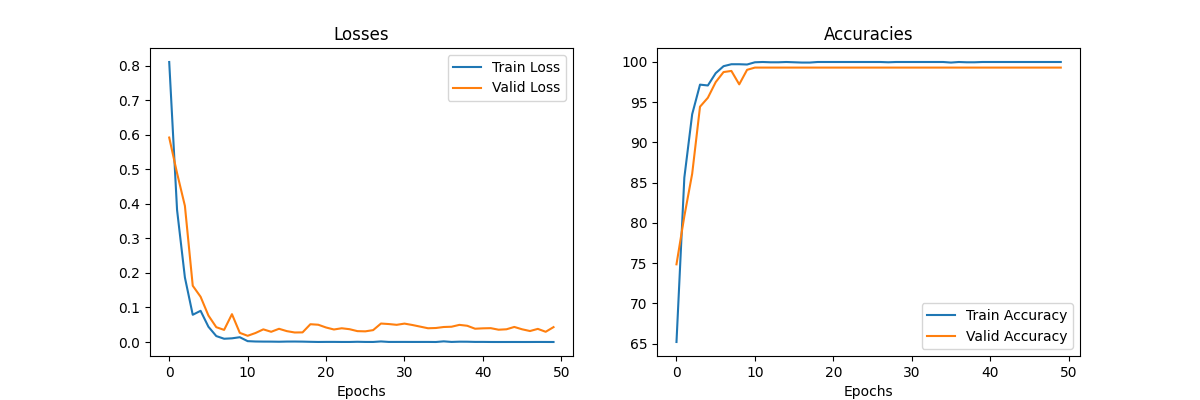 Losses
0.8
0.7
0.6
0.5
0.4
0.3
0.2
0.1
0.0
0 10 20 30 40 50
Epochs
Train Loss
Valid Loss
Accuracies
100
95
90
85
80
75
70
65
0 10 20 30 40 50
Epochs
Train Accuracy
Valid Accuracy